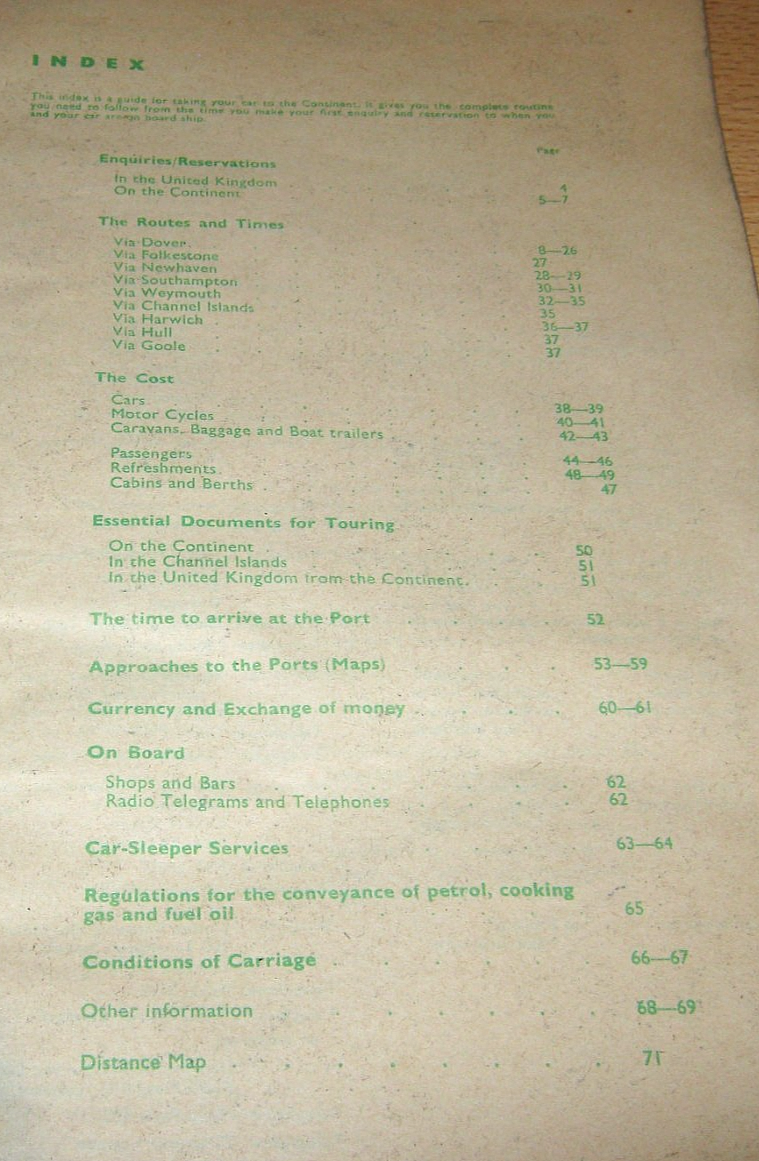 INDEX
This index is a guide for taking your car to the Continent. It gives you the complete routine
you need to follow from the time you make your first enquiry and reservation to when you
and your car are on board ship.
Page
Enquiries/Reservations
In the United Kingdom 4
On the Continent 5—7
The Routes and Times
Via Dover 8—26
Via Folkestone 27
Via Newhaven 28—29
Via Southampton 30—31
Via Weymouth 32—35
Via Channel Islands 35
Via Harwich 36—37
Via Hull 37
Via Goole 37
The Cost
Cars 38—39
Motor Cycles 40—41
Caravans, Baggage and Boat trailers 42—43
Passengers 44—46
Refreshments 48—49
Cabins and Berths 47
Essential Documents for Touring
On the Continent 50
In the Channel Islands 51
In the United Kingdom from the Continent. 51
The time to arrive at the Port 52
Approaches to the Ports (Maps) 53—59
Currency and Exchange of money 60—61
On Board
Shops and Bars 62
Radio Telegrams and Telephones 62
Car-Sleeper Services 63—64
Regulations for the conveyance of petrol, cooking
gas and fuel oil 65
Conditions of Carriage 66—67
Other information 68—69
Distance Map 71